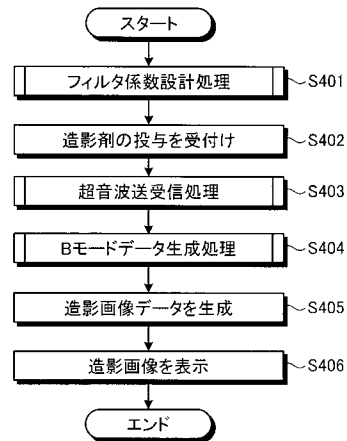 スタート
フィルタ係数設計処理 S401
造影剤の投与を受付け S402
超音波送受信処理 S403
Bモードデータ生成処理 S404
造影画像データを生成 S405
造影画像を表示 S406
エンド